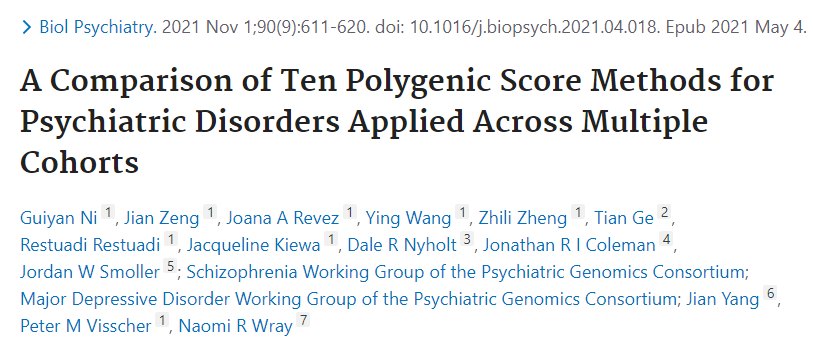 Biol Psychiatry. 2021 Nov 1;90(9):611-620. doi: 10.1016/j.biopsych.2021.04.018. Epub 2021 May 4.
A Comparison of Ten Polygenic Score Methods for
Psychiatric Disorders Applied Across Multiple
Cohorts
Guiyan Ni 1, Jian Zeng 1, Joana A Revez 1, Ying Wang 1, Zhili Zheng 1, Tian Ge 2,
Restuadi Restuadi 1, Jacqueline Kiewa 1, Dale R Nyholt 3, Jonathan R I Coleman 4,
Jordan W Smoller 5; Schizophrenia Working Group of the Psychiatric Genomics Consortium;
Major Depressive Disorder Working Group of the Psychiatric Genomics Consortium; Jian Yang 6,
Peter M Visscher 1, Naomi R Wray 7